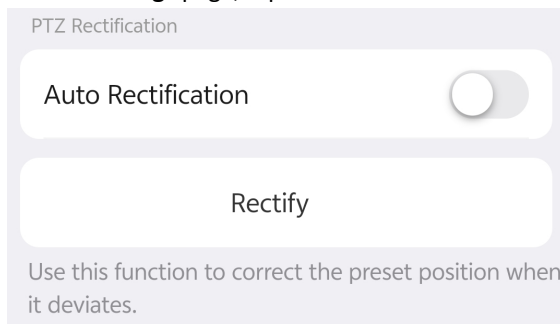 PTZ Rectification
Auto Rectification
Rectify
Use this function to correct the preset position when
it deviates.